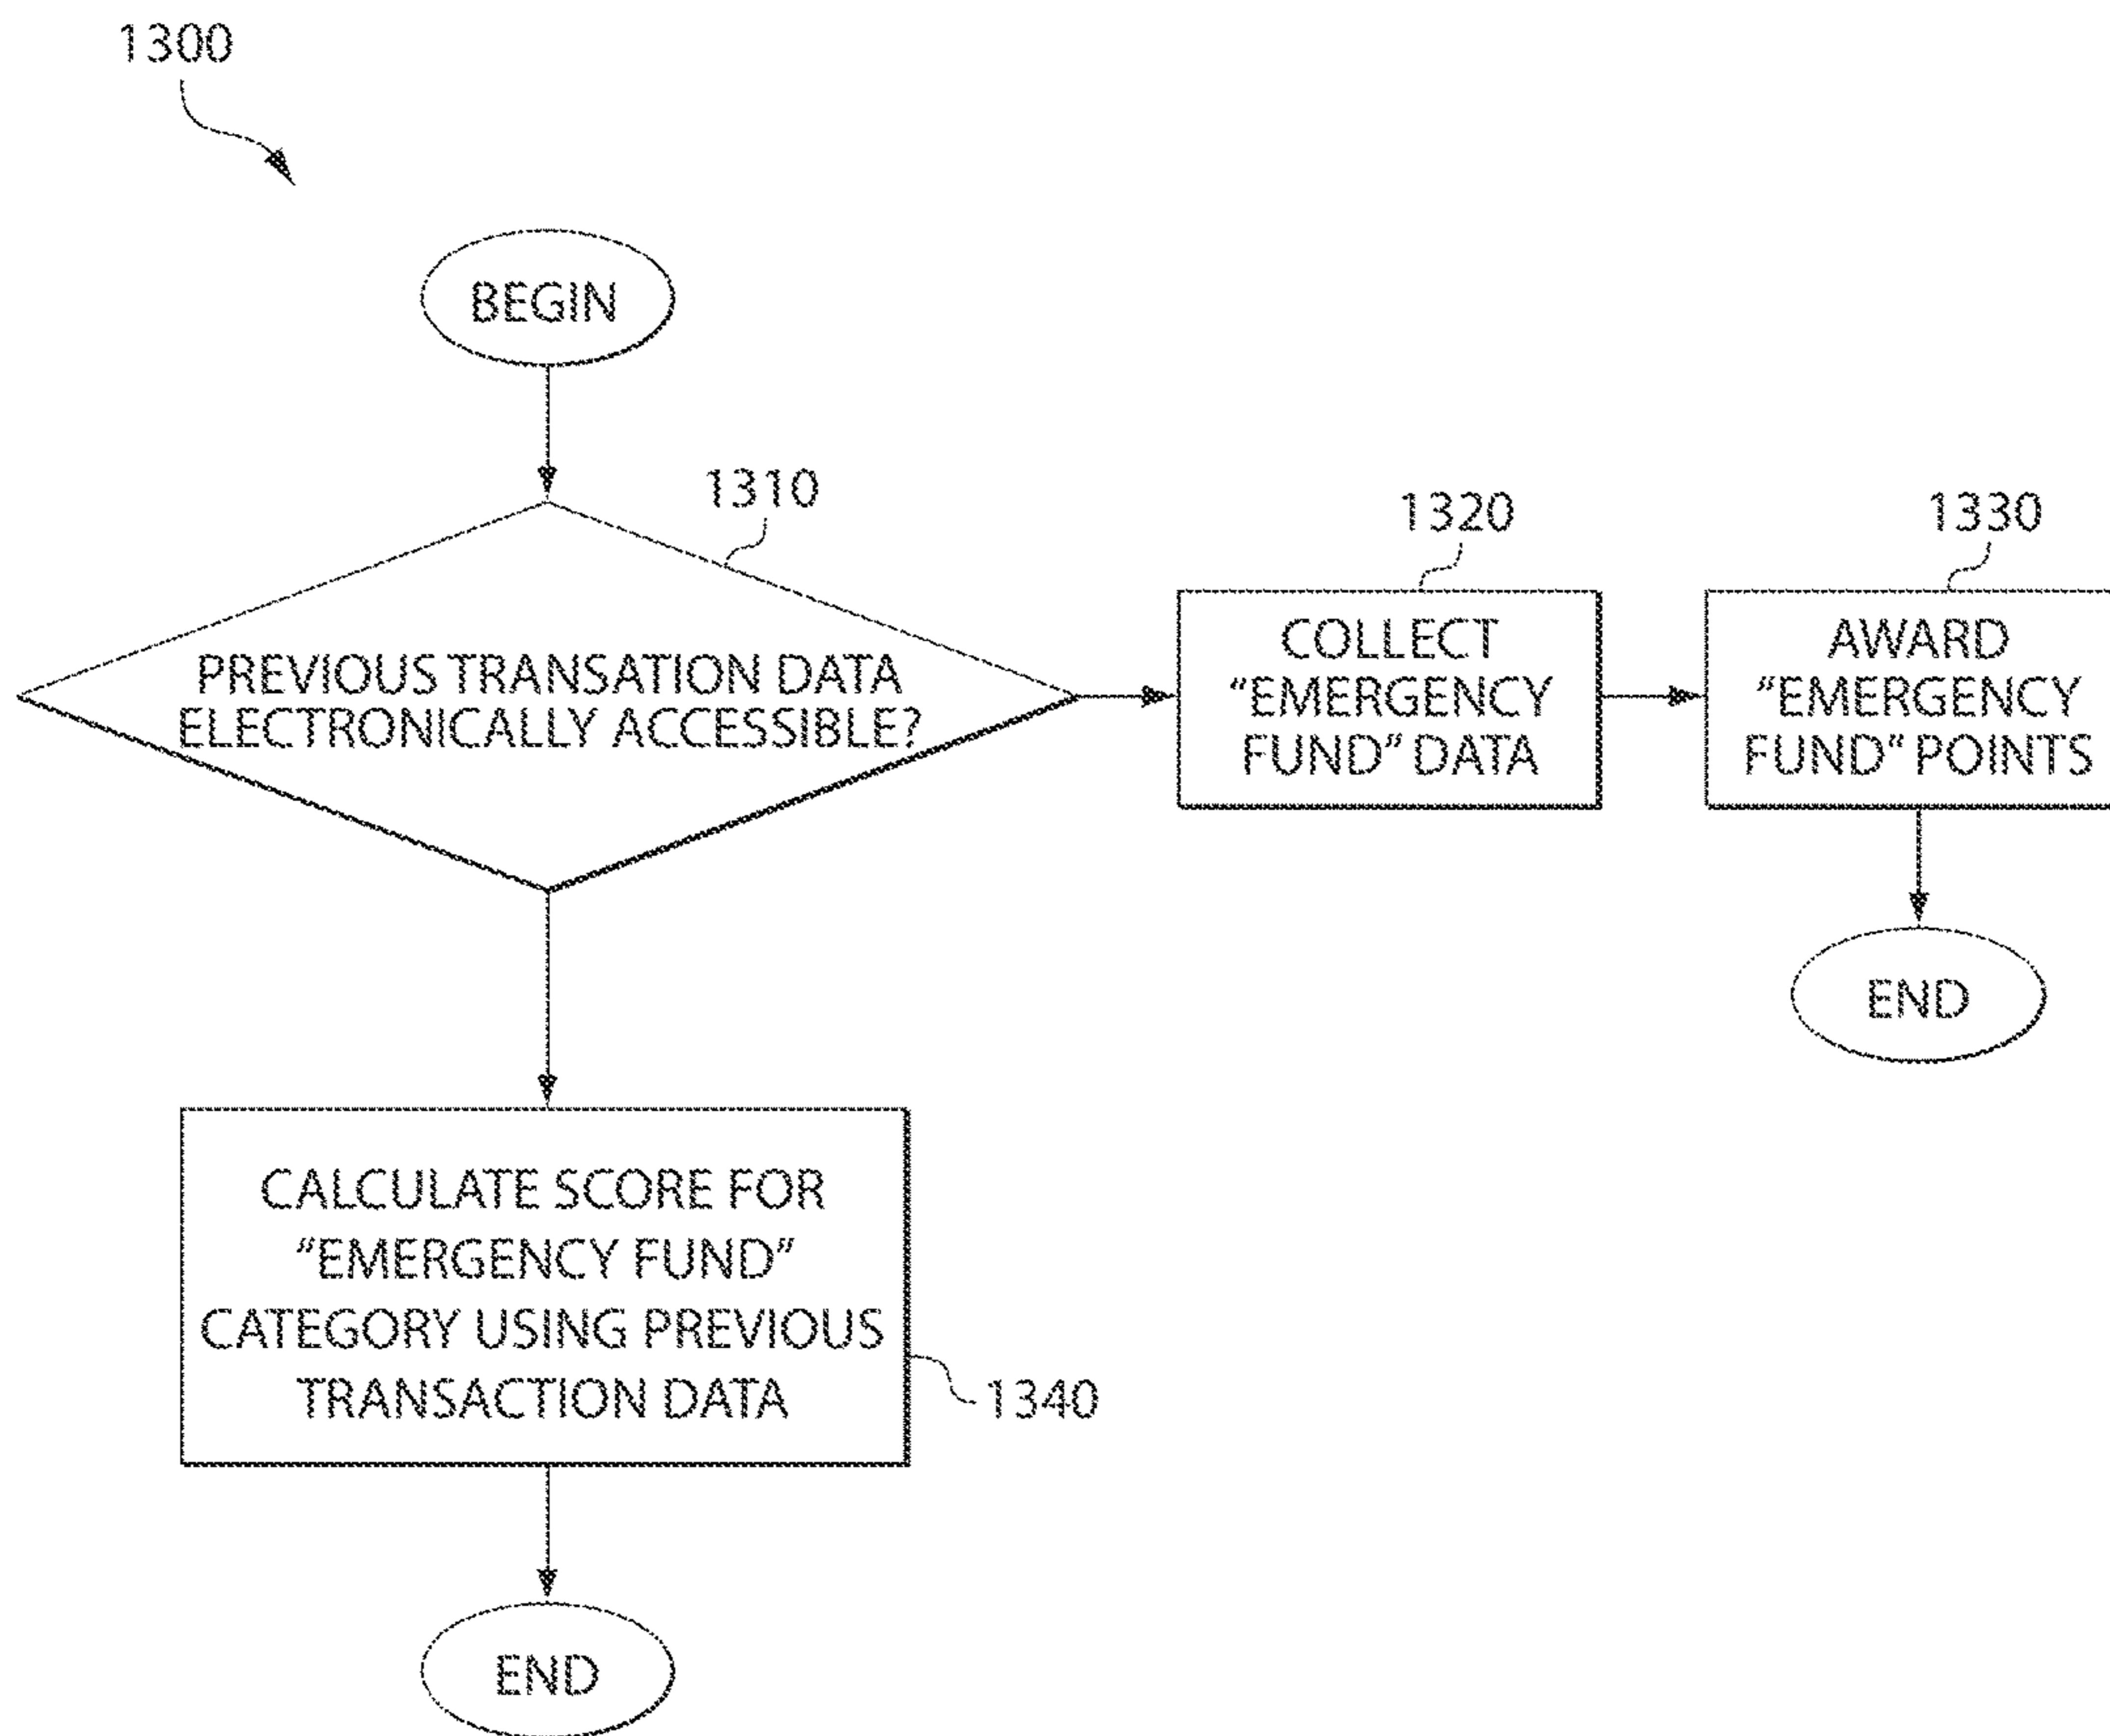 1300
BEGIN
1310
PREVIOUS TRANSATION DATA
ELECTRONICALLY ACCESSIBLE?
1320
COLLECT
“EMERGENCY
FUND” DATA
1330
AWARD
“EMERGENCY
FUND” POINTS
END
CALCULATE SCORE FOR
“EMERGENCY FUND”
CATEGORY USING PREVIOUS
TRANSACTION DATA
1340
END